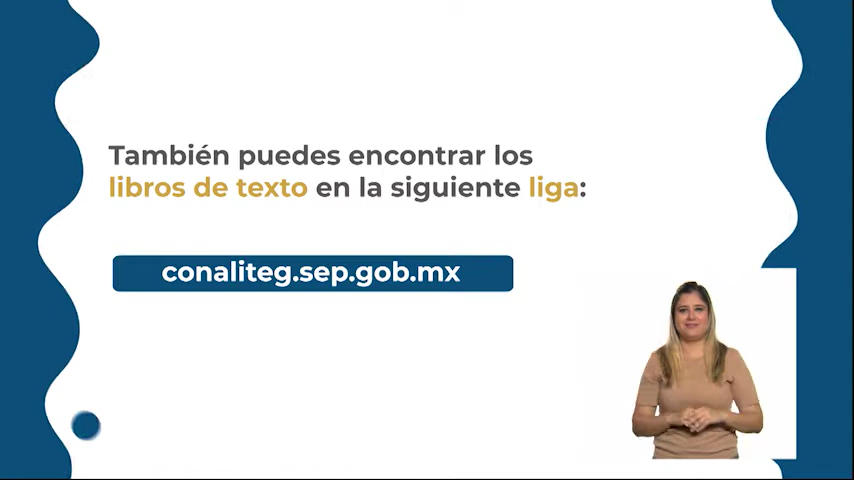 También puedes encontrar los
libros de texto en la siguiente liga:
conaliteg.sep.gob.mx